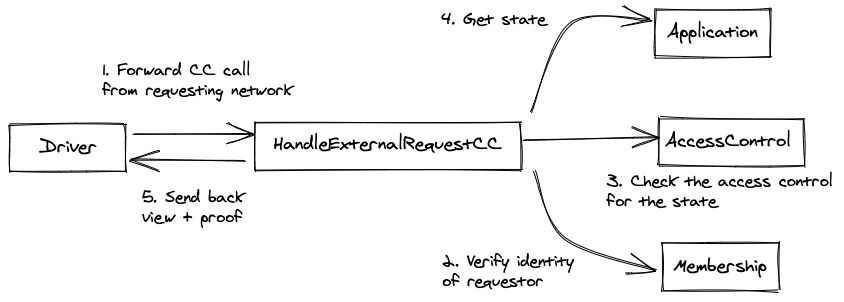 4. Get state
Application
1. Forward CC call
from requesting network
Driver
HandleExternalRequestCC
AccessControl
3. Check the access control
for the state
5. Send back
view + proof
2. Verify identity
of requestor
Membership